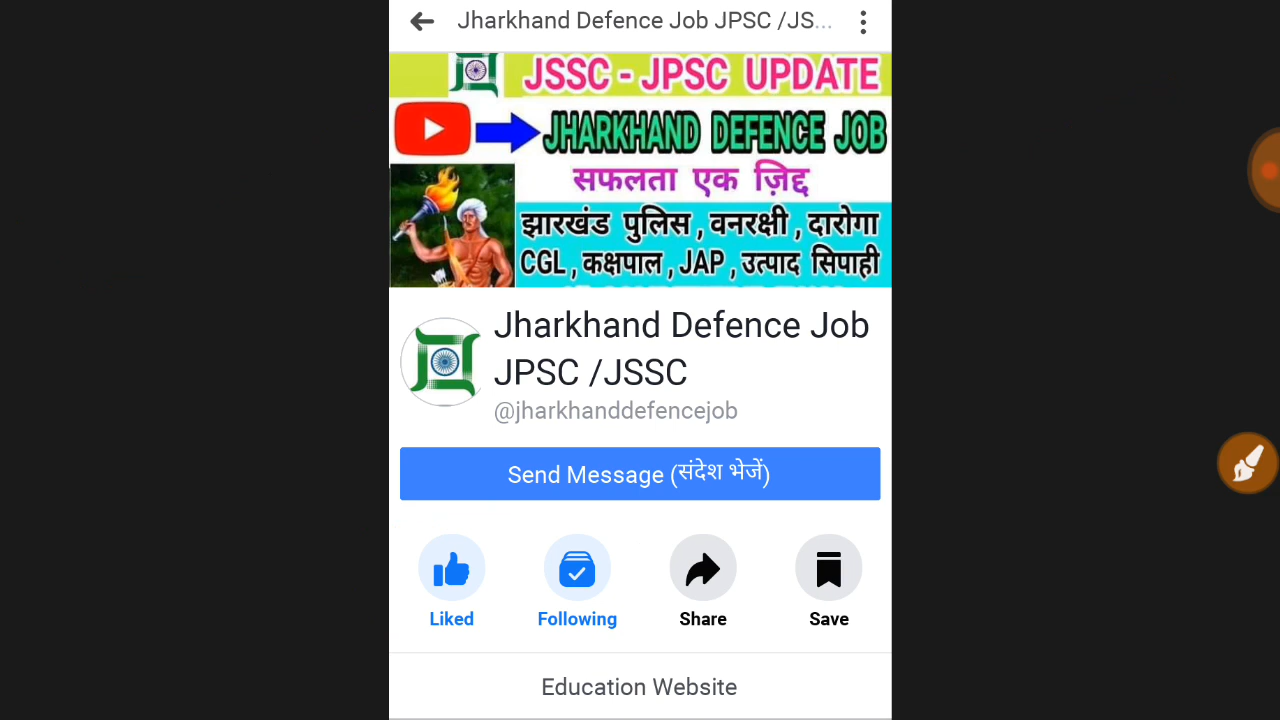 Jharkhand Defence Job JPSC /JS...
JSSC - JPSC UPDATE
JHARKHAND DEFENCE JOB
सफलता एक ज़िद्द
झारखंड पुलिस , वनरक्षी , दारोगा
CGL , कक्षपाल , JAP , उत्पाद सिपाही
Jharkhand Defence Job
JPSC /JSSC
@jharkhanddefencejob
Send Message (संदेश भेजें)
Liked
Following
Share
Save
Education Website